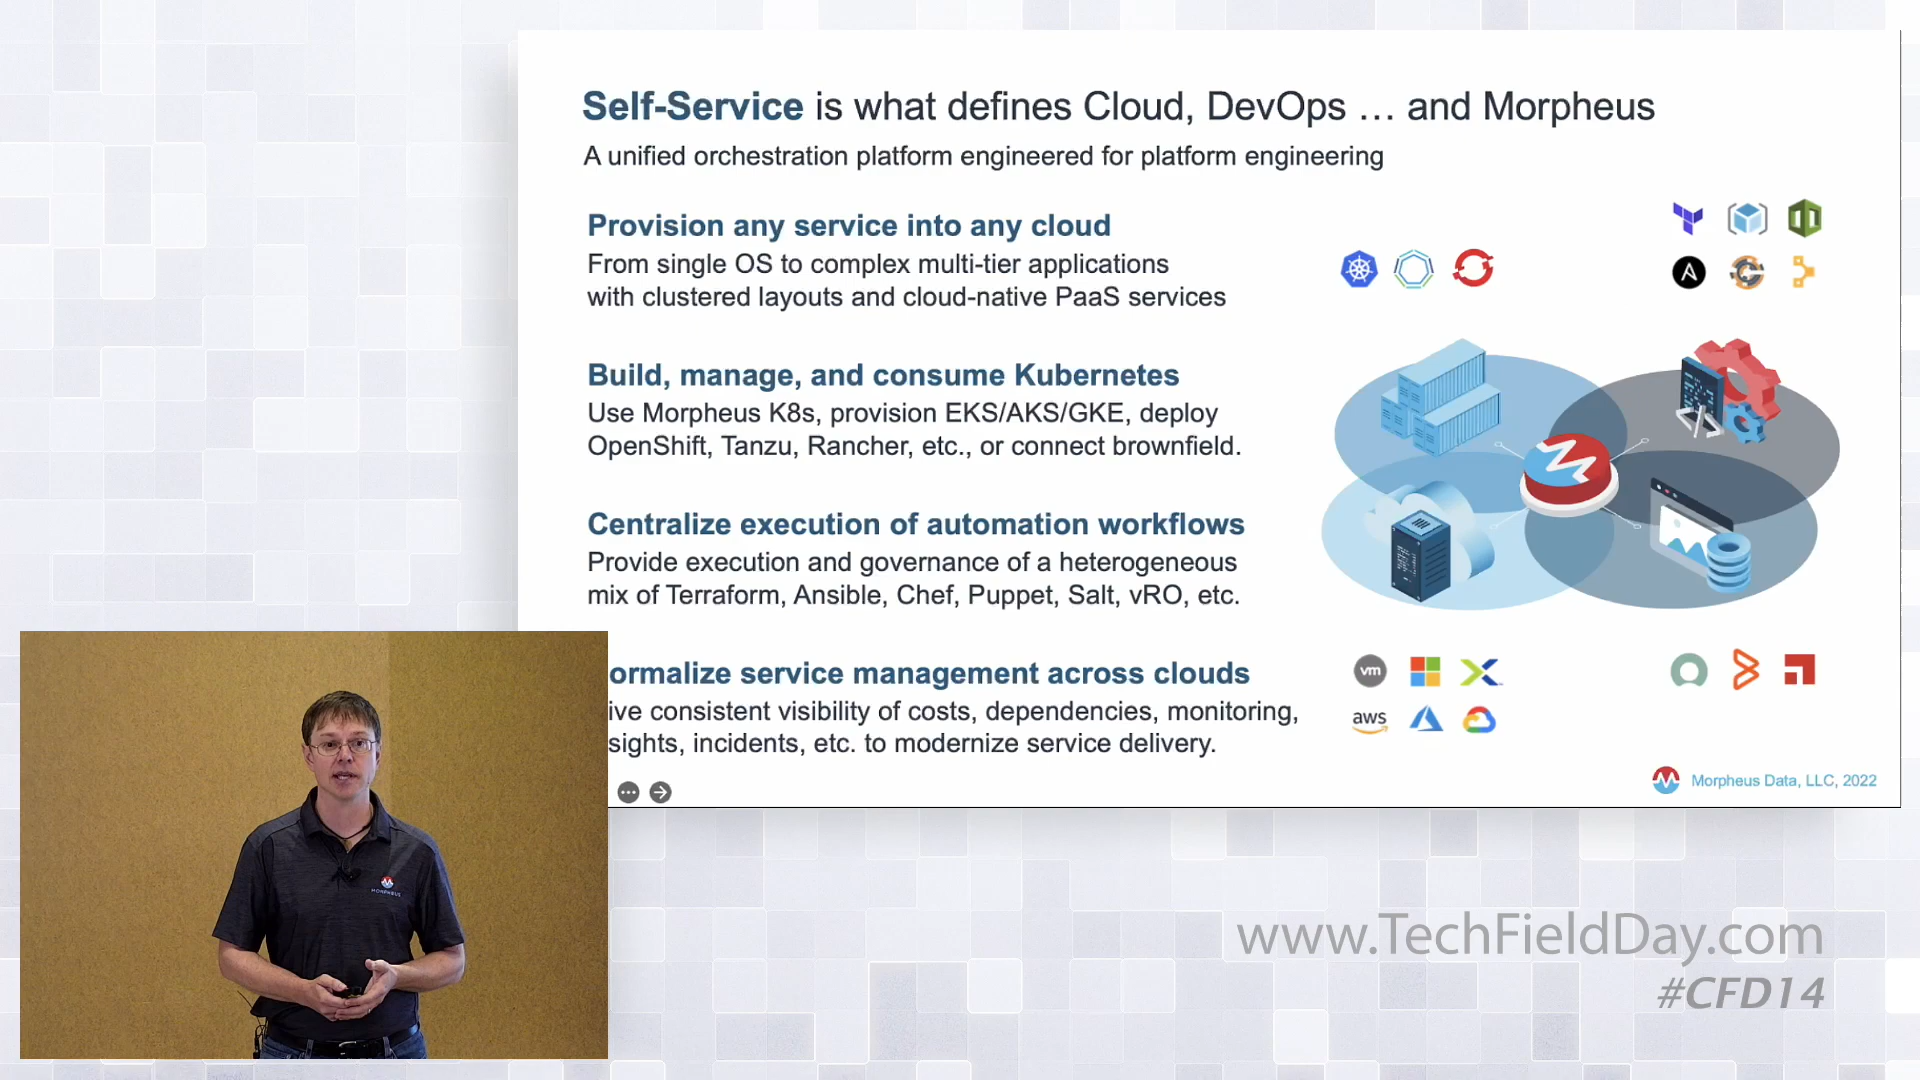 Self-Service is what defines Cloud, DevOps … and Morpheus
A unified orchestration platform engineered for platform engineering
Provision any service into any cloud
From single OS to complex multi-tier applications
with clustered layouts and cloud-native PaaS services
Build, manage, and consume Kubernetes
Use Morpheus K8s, provision EKS/AKS/GKE, deploy
OpenShift, Tanzu, Rancher, etc., or connect brownfield.
Centralize execution of automation workflows
Provide execution and governance of a heterogeneous
mix of Terraform, Ansible, Chef, Puppet, Salt, vRO, etc.
ormalize service management across clouds
ive consistent visibility of costs, dependencies, monitoring,
sights, incidents, etc. to modernize service delivery.
vm
aws
Morpheus Data, LLC, 2022
MORPHEUS
www.TechFieldDay.com
#CFD14